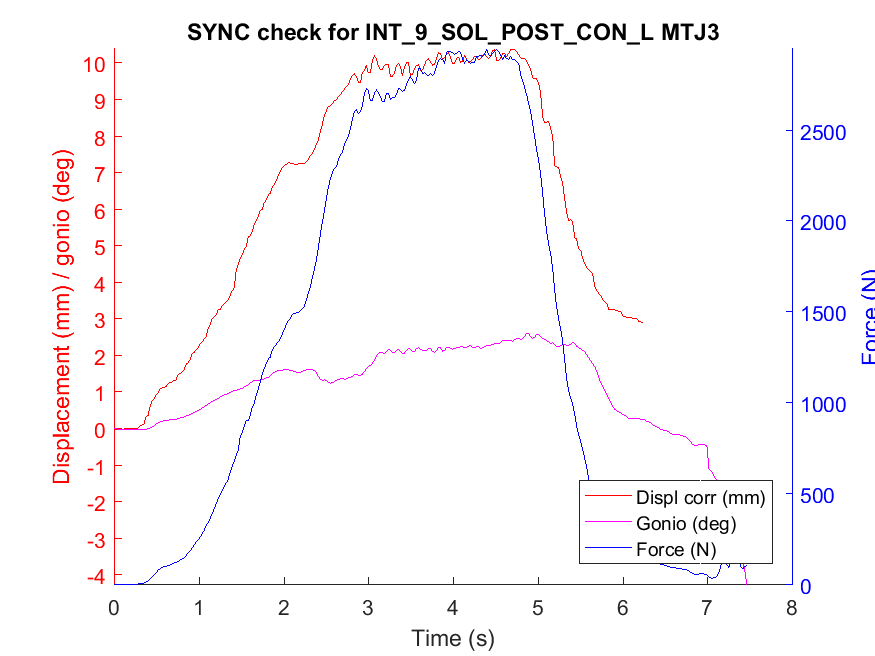 SYNC check for INT_9_SOL_POST_CON_L MTJ3
Displacement (mm) / gonio (deg)
10
9
8
7
6
5
4
3
2
1
0
-1
-2
-3
-4
2500
2000
1500
1000
500
0
Force (N)
Displ corr (mm)
Gonio (deg)
Force (N)
0 1 2 3 4 5 6 7 8
Time (s)